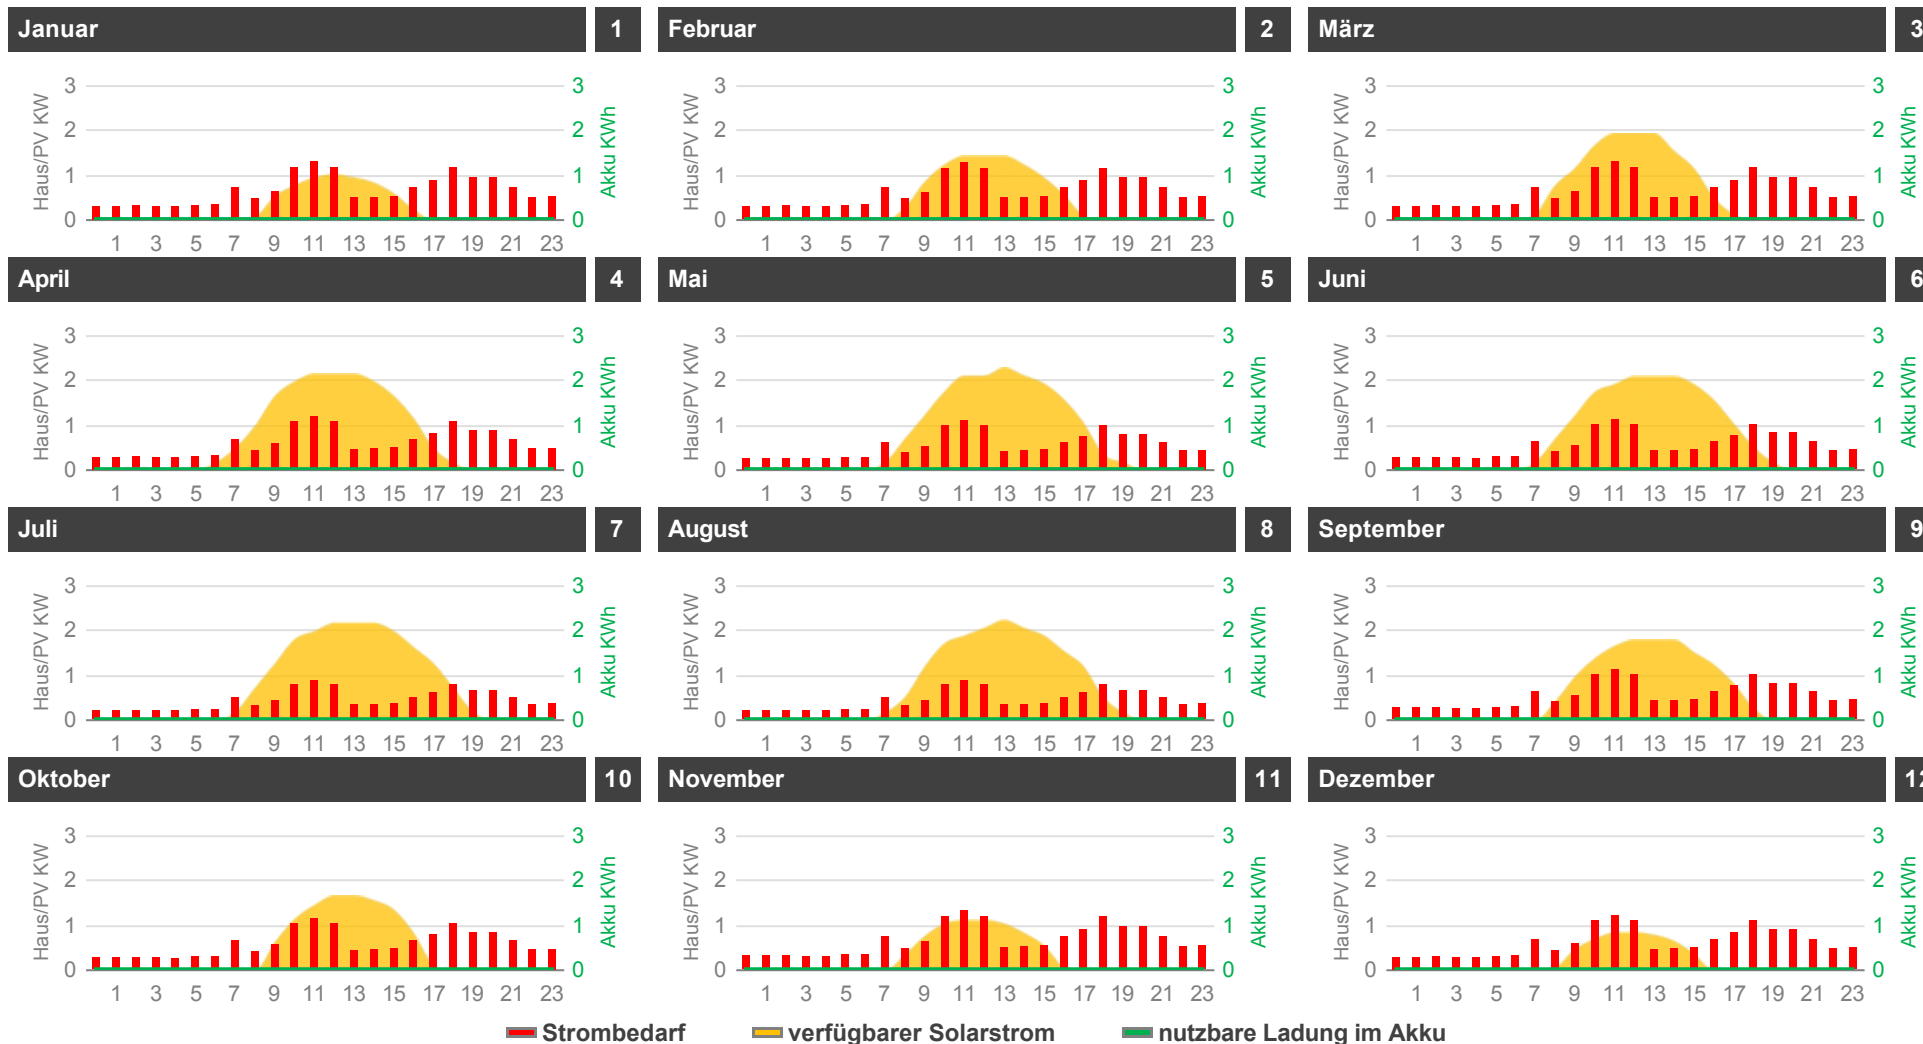 Januar 1 Februar 2 März 3
3 3 3 3 3 3
2 2 2 2 2 2
1 1 1 1 1 1
0 0 0 0 0 0
Haus/PV KW Akku KWh Haus/PV KW Akku KWh Haus/PV KW Akku KWh
1 3 5 7 9 11 13 15 17 19 21 23 1 3 5 7 9 11 13 15 17 19 21 23 1 3 5 7 9 11 13 15 17 19 21 23
April 4 Mai 5 Juni 6
3 3 3 3 3 3
2 2 2 2 2 2
1 1 1 1 1 1
0 0 0 0 0 0
Haus/PV KW Akku KWh Haus/PV KW Akku KWh Haus/PV KW Akku KWh
1 3 5 7 9 11 13 15 17 19 21 23 1 3 5 7 9 11 13 15 17 19 21 23 1 3 5 7 9 11 13 15 17 19 21 23
Juli 7 August 8 September 9
3 3 3 3 3 3
2 2 2 2 2 2
1 1 1 1 1 1
0 0 0 0 0 0
Haus/PV KW Akku KWh Haus/PV KW Akku KWh Haus/PV KW Akku KWh
1 3 5 7 9 11 13 15 17 19 21 23 1 3 5 7 9 11 13 15 17 19 21 23 1 3 5 7 9 11 13 15 17 19 21 23
Oktober 10 November 11 Dezember 12
3 3 3 3 3 3
2 2 2 2 2 2
1 1 1 1 1 1
0 0 0 0 0 0
Haus/PV KW Akku KWh Haus/PV KW Akku KWh Haus/PV KW Akku KWh
1 3 5 7 9 11 13 15 17 19 21 23 1 3 5 7 9 11 13 15 17 19 21 23 1 3 5 7 9 11 13 15 17 19 21 23
Strombedarf verfügbarer Solarstrom nutzbare Ladung im Akku